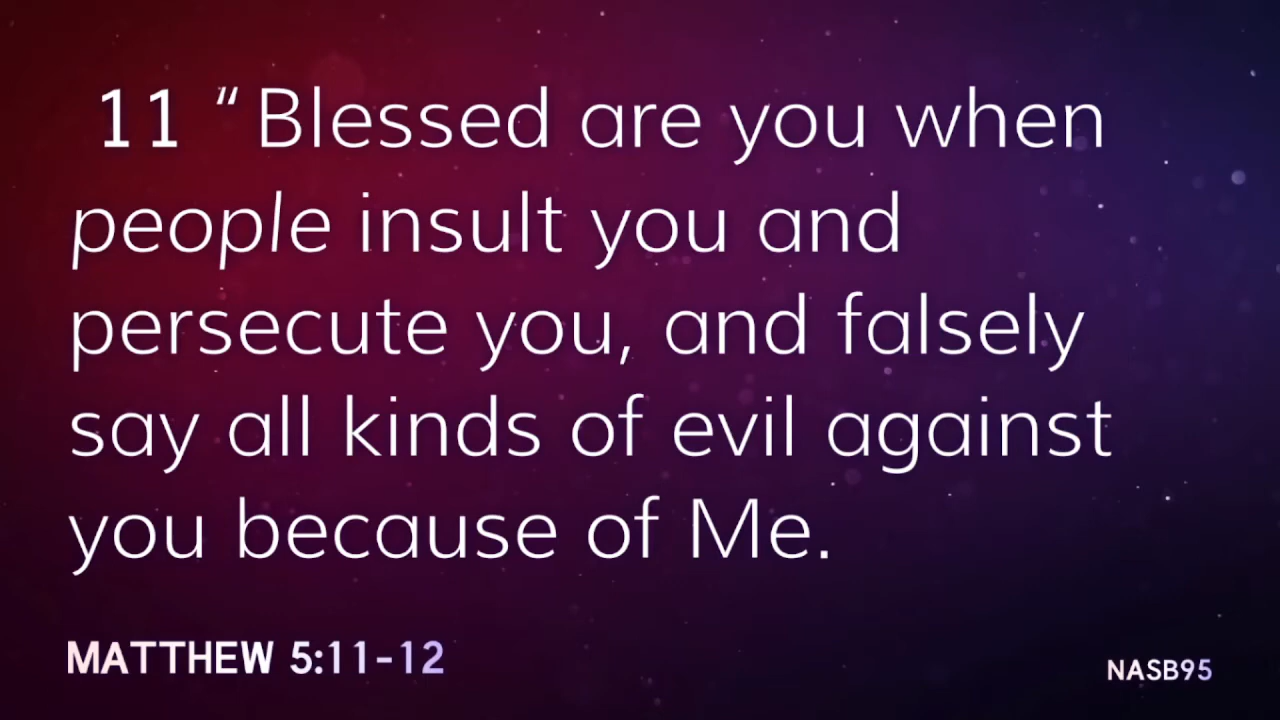 11 “Blessed are you when
people insult you and
persecute you, and falsely
say all kinds of evil against
you because of Me.
MATTHEW 5:11-12
NASB95